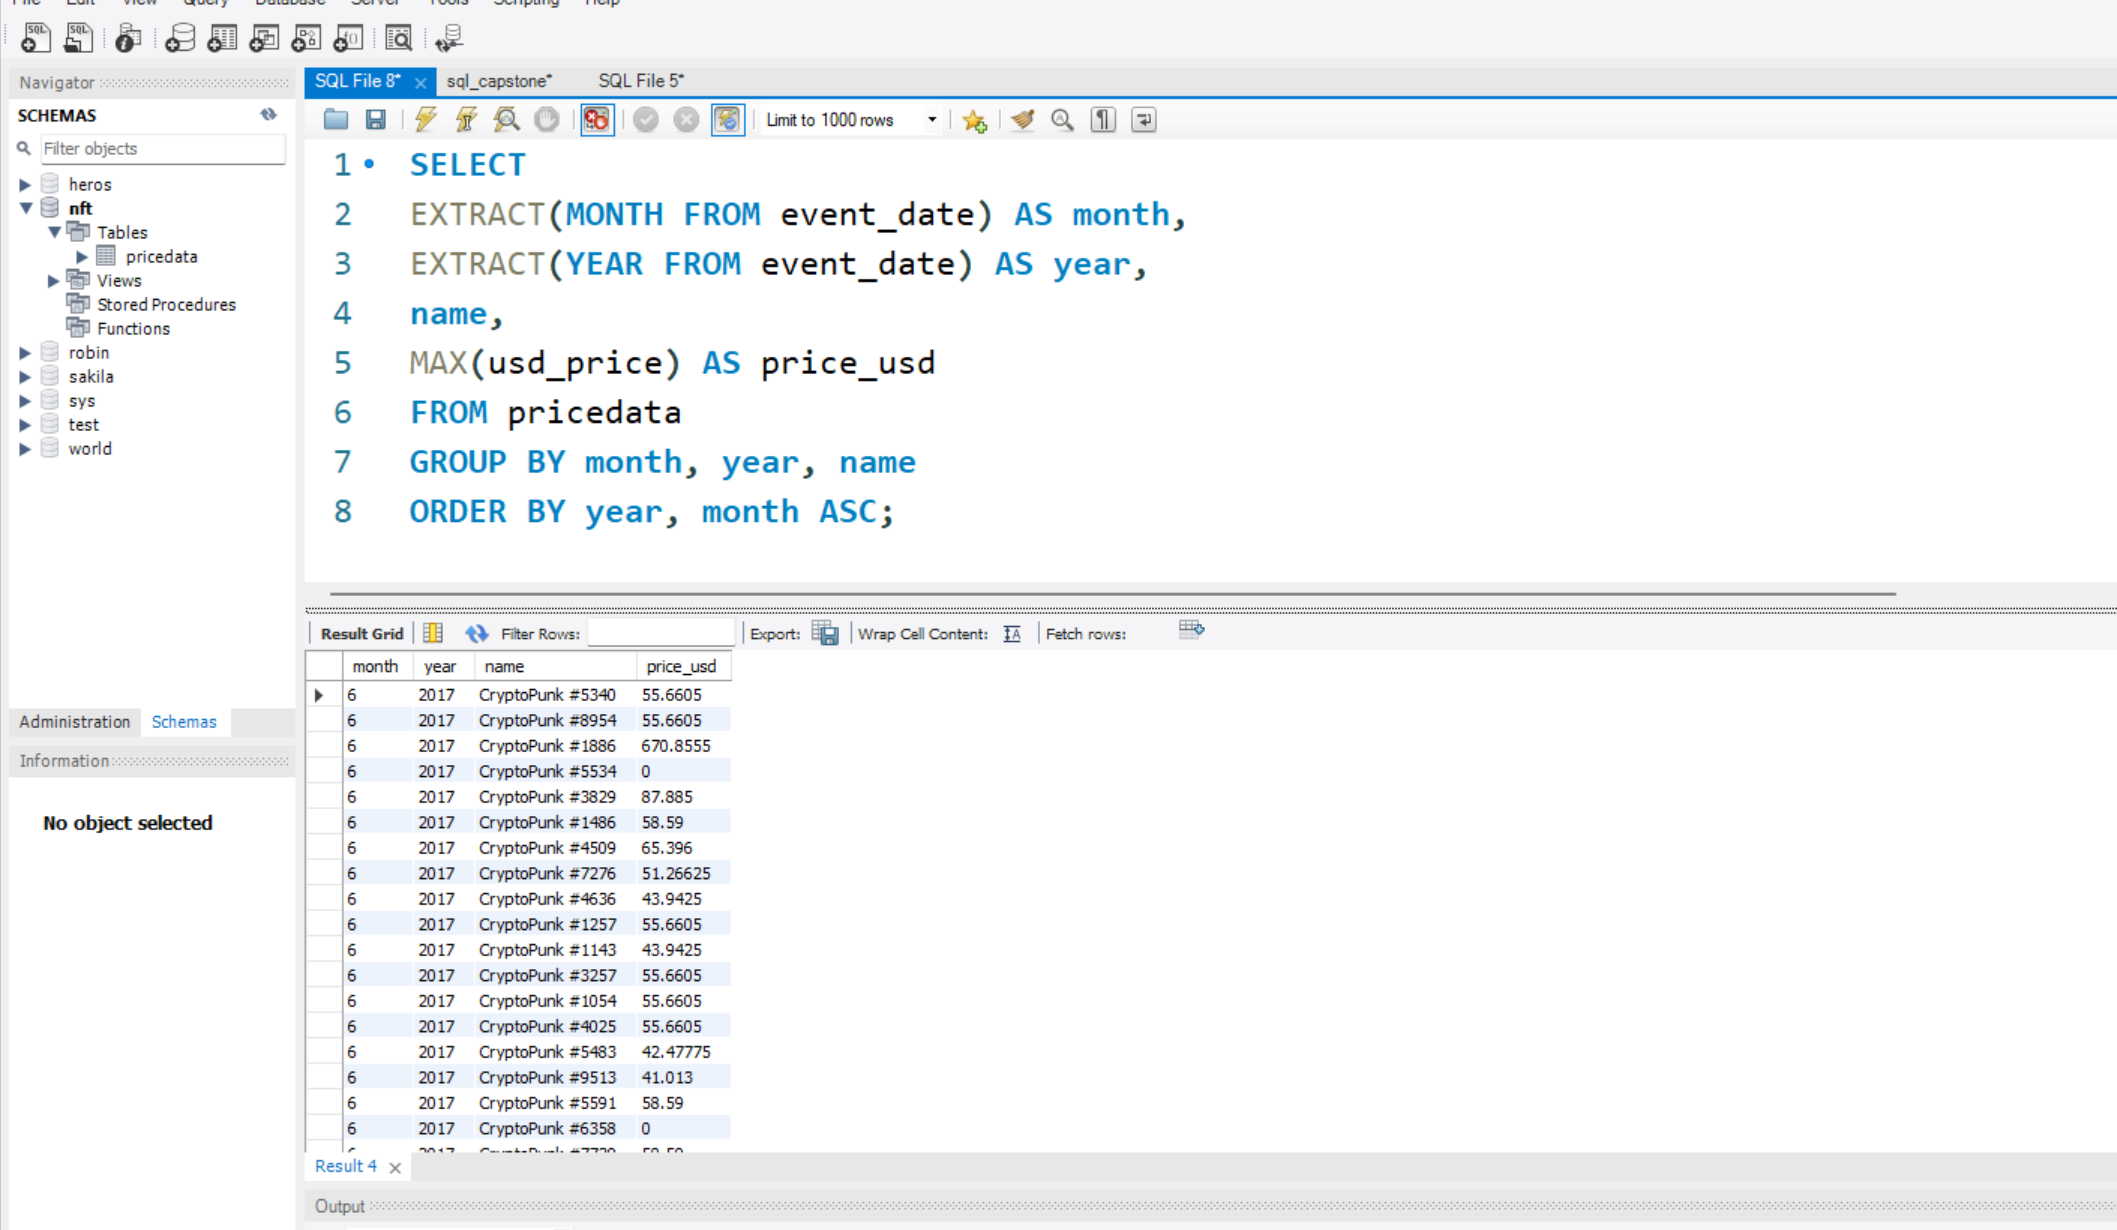 File Edit View Query Database Server Tools Scripting Help
Navigator
SCHEMAS
Filter objects
heros
nft
Tables
pricedata
Views
Stored Procedures
Functions
robin
sakila
sys
test
world
Administration Schemas
Information
No object selected
SQL File 8* sql_capstone* SQL File 5*
Limit to 1000 rows
1 SELECT
2 EXTRACT(MONTH FROM event_date) AS month,
3 EXTRACT(YEAR FROM event_date) AS year,
4 name,
5 MAX(usd_price) AS price_usd
6 FROM pricedata
7 GROUP BY month, year, name
8 ORDER BY year, month ASC;
Result Grid Filter Rows: Export: Wrap Cell Content: Fetch rows:
month year name price_usd
6 2017 CryptoPunk #5340 55.6605
6 2017 CryptoPunk #8954 55.6605
6 2017 CryptoPunk #1886 670.8555
6 2017 CryptoPunk #5534 0
6 2017 CryptoPunk #3829 87.885
6 2017 CryptoPunk #1486 58.59
6 2017 CryptoPunk #4509 65.396
6 2017 CryptoPunk #7276 51.26625
6 2017 CryptoPunk #4636 43.9425
6 2017 CryptoPunk #1257 55.6605
6 2017 CryptoPunk #1143 43.9425
6 2017 CryptoPunk #3257 55.6605
6 2017 CryptoPunk #1054 55.6605
6 2017 CryptoPunk #4025 55.6605
6 2017 CryptoPunk #5483 42.47775
6 2017 CryptoPunk #9513 41.013
6 2017 CryptoPunk #5591 58.59
6 2017 CryptoPunk #6358 0
Result 4
Output